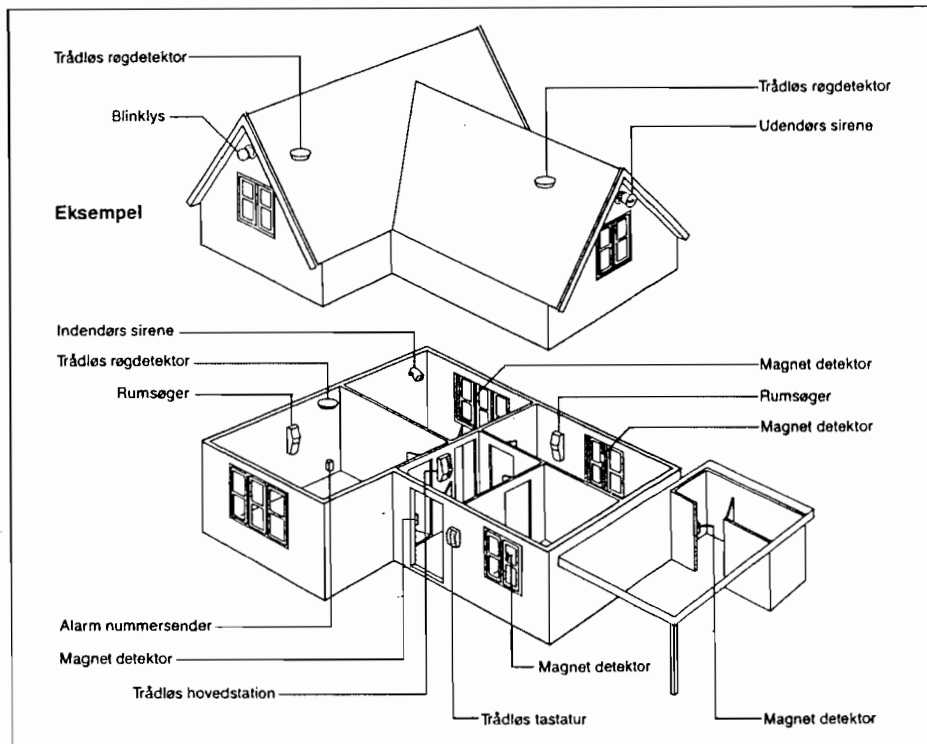 Trådløs røgdetektor
Trådløs røgdetektor
Blinklys
Udendørs sirene
Eksempel
Indendørs sirene
Magnet detektor
Trådløs røgdetektor
Rumsøger
Rumsøger
Magnet detektor
Alarm nummersender
Magnet detektor
Magnet detektor
Trådløs hovedstation
Trådløs tastatur
Magnet detektor